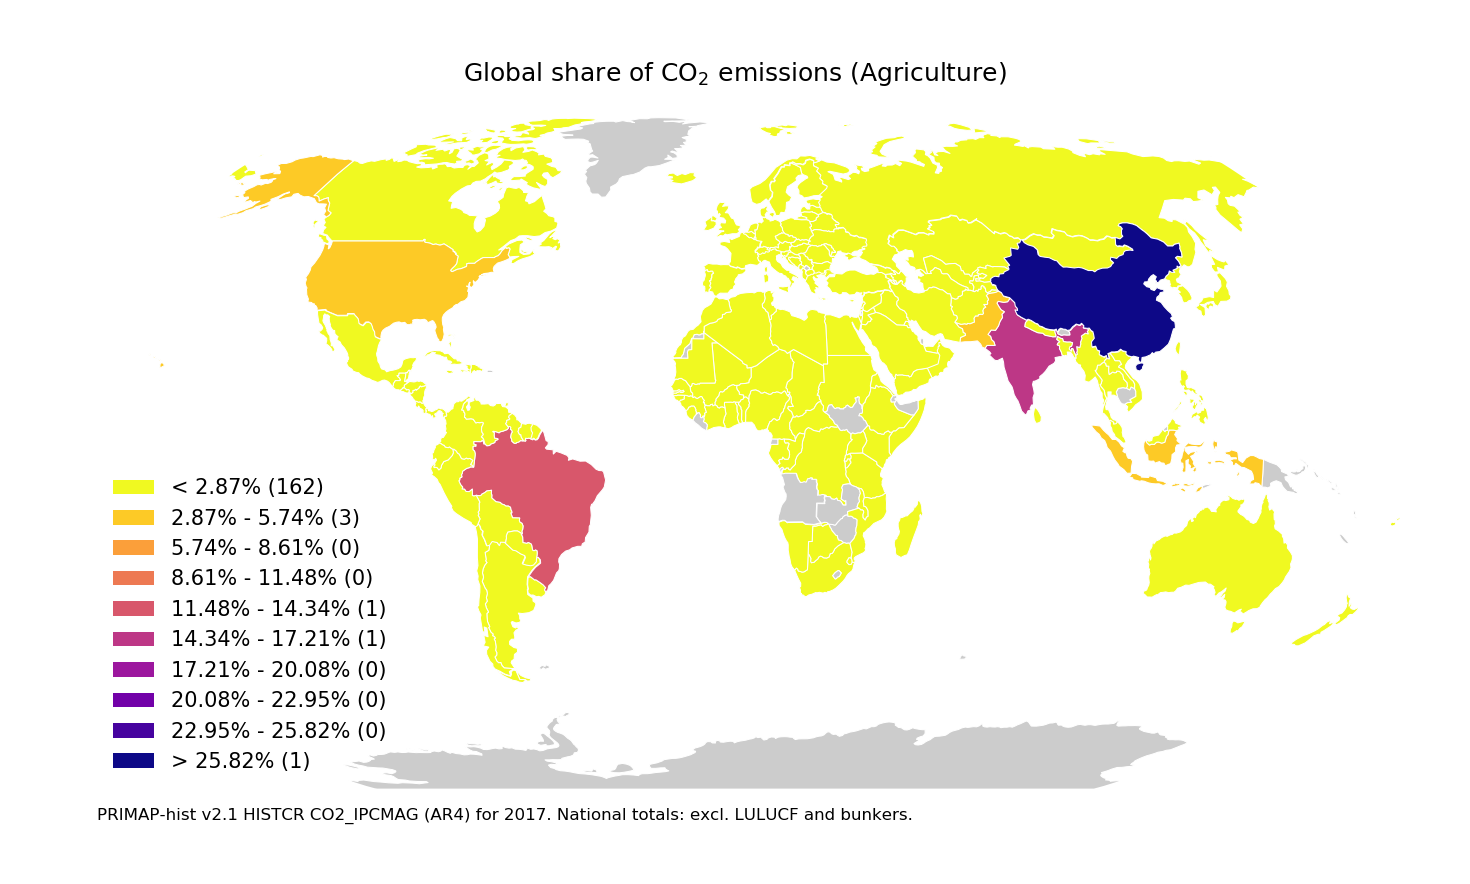 Global share of CO₂ emissions (Agriculture)
< 2.87% (162)
2.87% - 5.74% (3)
5.74% - 8.61% (0)
8.61% - 11.48% (0)
11.48% - 14.34% (1)
14.34% - 17.21% (1)
17.21% - 20.08% (0)
20.08% - 22.95% (0)
22.95% - 25.82% (0)
> 25.82% (1)
PRIMAP-hist v2.1 HISTCR CO2_IPCMAG (AR4) for 2017. National totals: excl. LULUCF and bunkers.